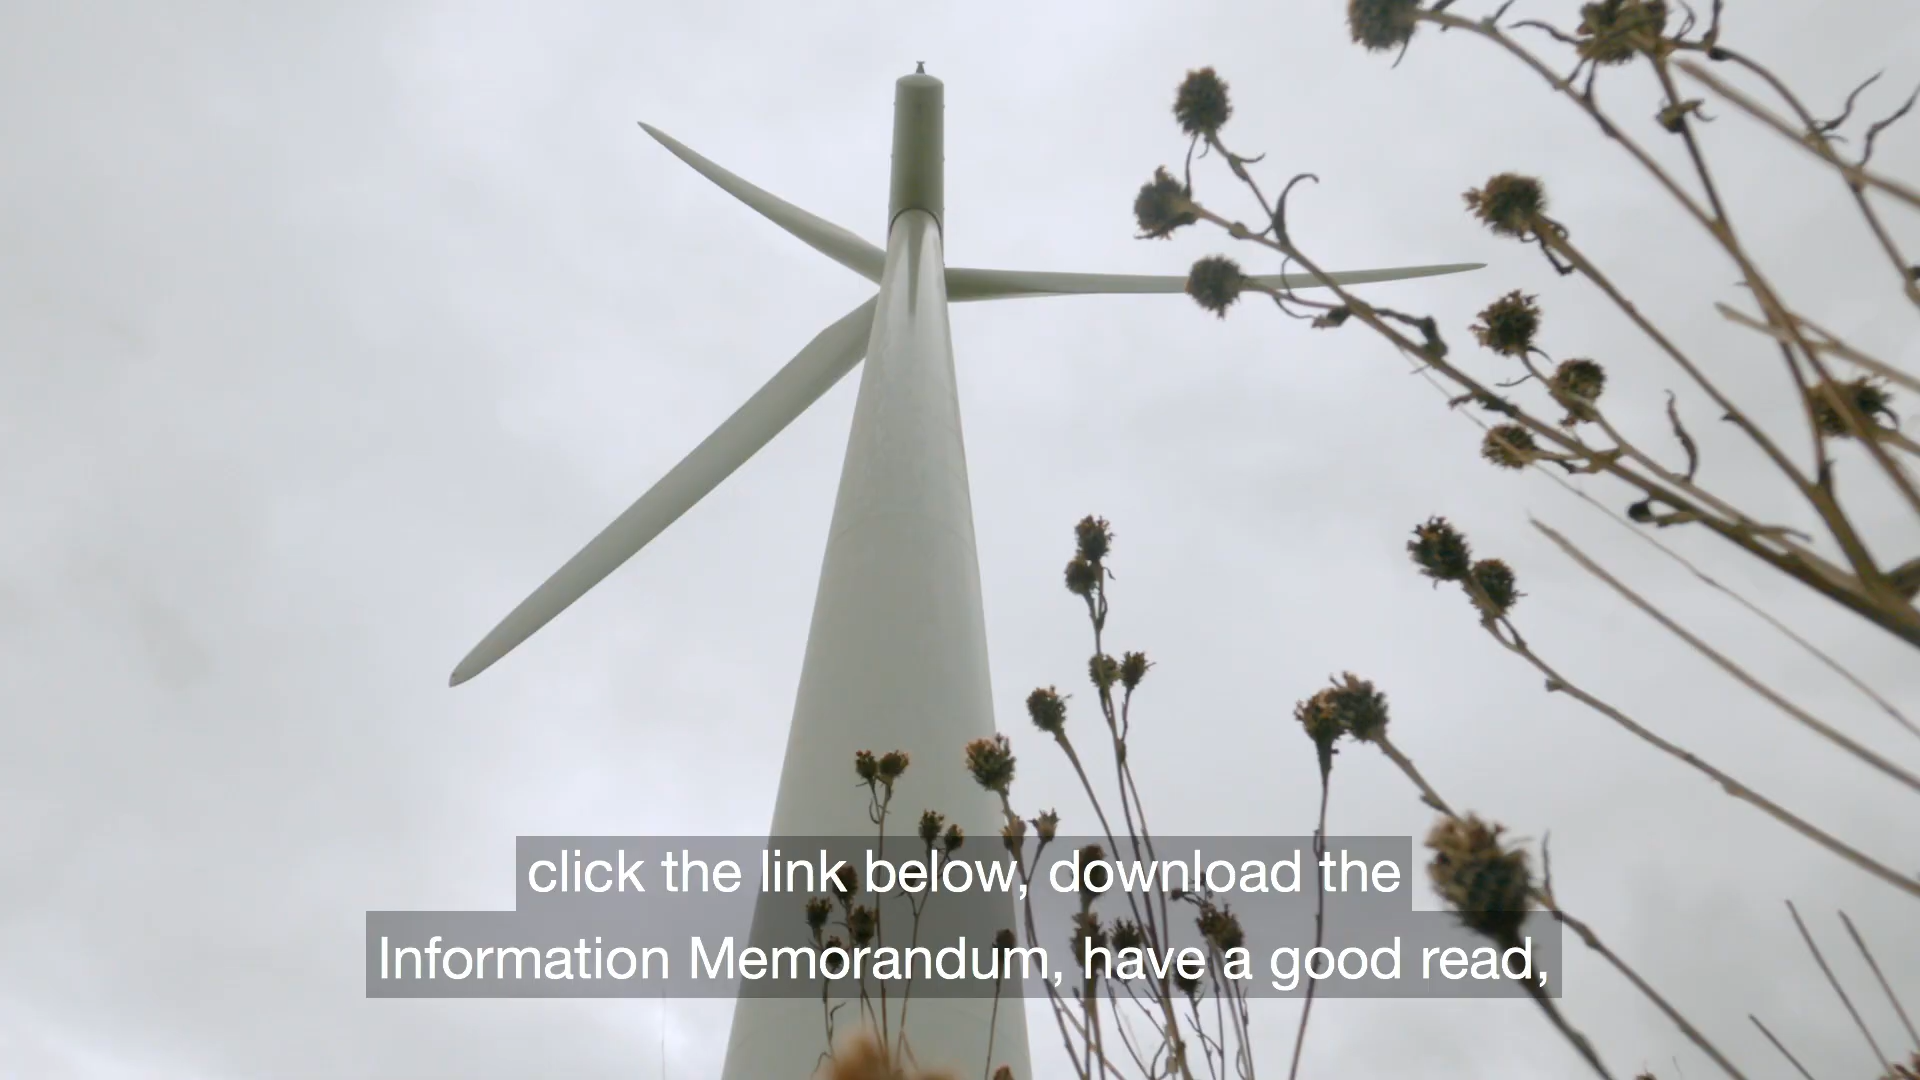 click the link below, download the
Information Memorandum, have a good read,